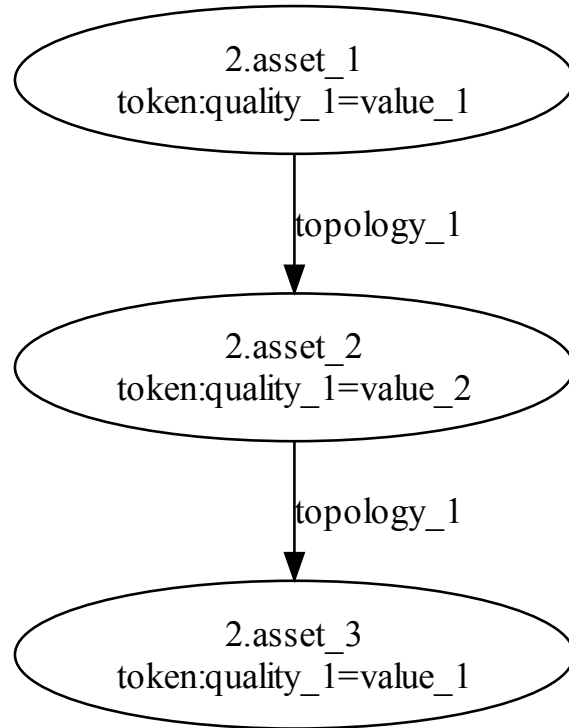 2.asset_1
token:quality_1=value_1
topology_1
2.asset_2
token:quality_1=value_2
topology_1
2.asset_3
token:quality_1=value_1